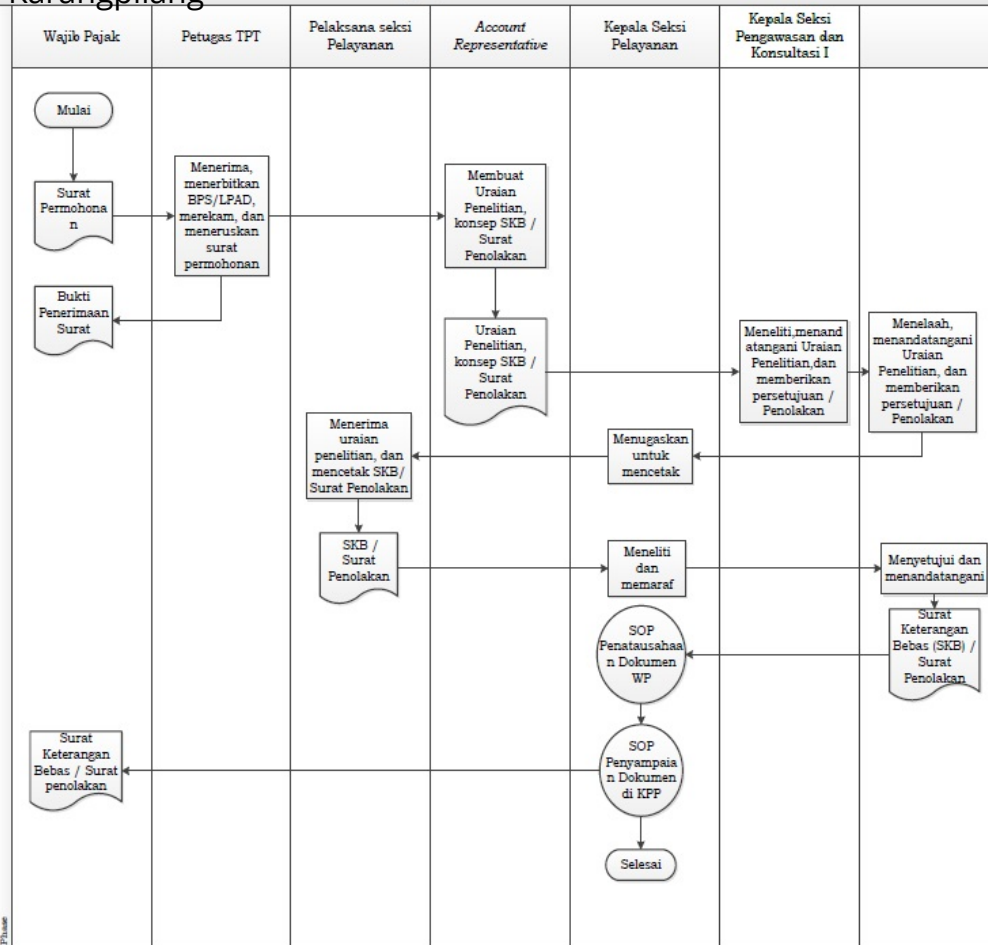 Karangpilang
Wajib Pajak
Petugas TPT
Pelaksana seksi
Pelayanan
Account
Representative
Kepala Seksi
Pelayanan
Kepala Seksi
Pengawasan dan
Konsultasi I
Mulai
Surat
Permohona
n
Menerima,
menerbitkan
BPS/LPAD,
merekam, dan
meneruskan
surat
permohonan
Membuat
Uraian
Penelitian,
konsep SKB /
Surat
Penolakan
Bukti
Penerimaan
Surat
Uraian
Penelitian,
konsep SKB /
Surat
Penolakan
Meneliti,menand
atangani Uraian
Penelitian,dan
memberikan
persetujuan /
Penolakan
Menelaah,
menandatangani
Uraian
Penelitian, dan
memberikan
persetujuan /
Penolakan
Menerima
uraian
penelitian, dan
mencetak SKB/
Surat Penolakan
Menugaskan
untuk
mencetak
SKB /
Surat
Penolakan
Meneliti
dan
memaraf
Menyetujui dan
menandatangani
Surat
Keterangan
Bebas (SKB) /
Surat
Penolakan
SOP
Penatausahaa
n Dokumen
WP
SOP
Penyampaia
n Dokumen
di KPP
Surat
Keterangan
Bebas / Surat
penolakan
Selesai
Phase